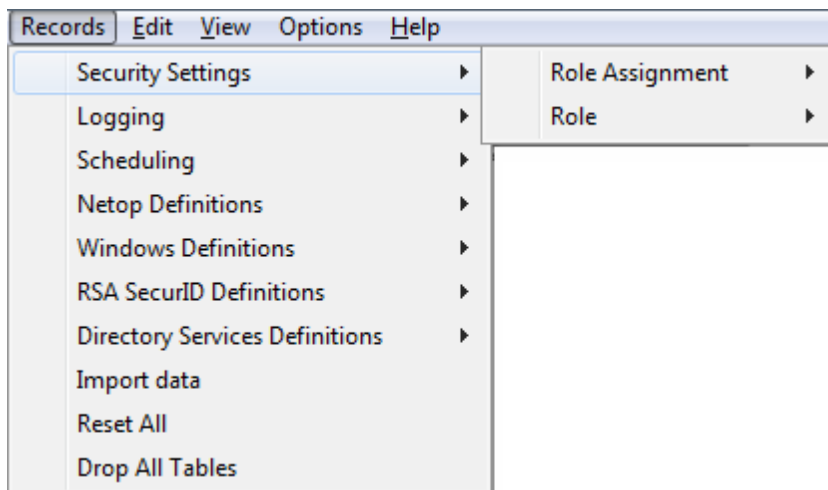 Records Edit View Options Help
Security Settings
Role Assignment
Logging
Role
Scheduling
Netop Definitions
Windows Definitions
RSA SecurID Definitions
Directory Services Definitions
Import data
Reset All
Drop All Tables